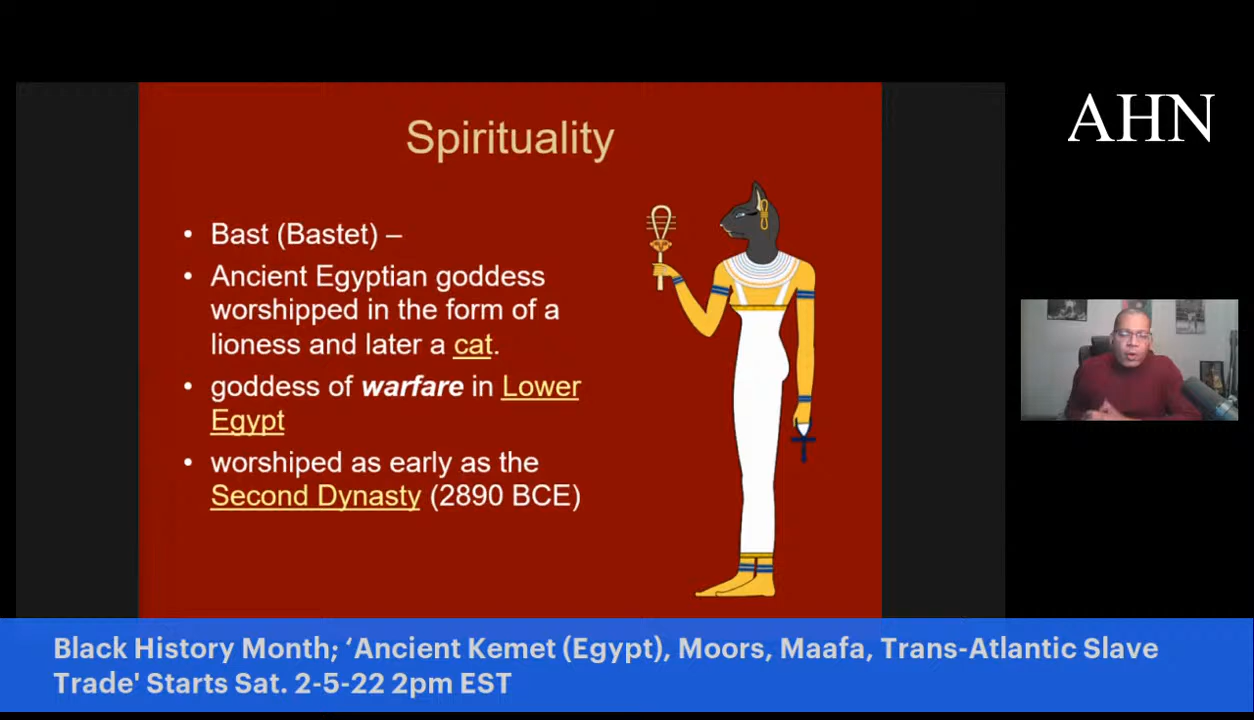 AHN
Spirituality
• Bast (Bastet) –
• Ancient Egyptian goddess
worshipped in the form of a
lioness and later a cat.
• goddess of warfare in Lower
Egypt
• worshiped as early as the
Second Dynasty (2890 BCE)
Black History Month; ‘Ancient Kemet (Egypt), Moors, Maafa, Trans-Atlantic Slave
Trade' Starts Sat. 2-5-22 2pm EST